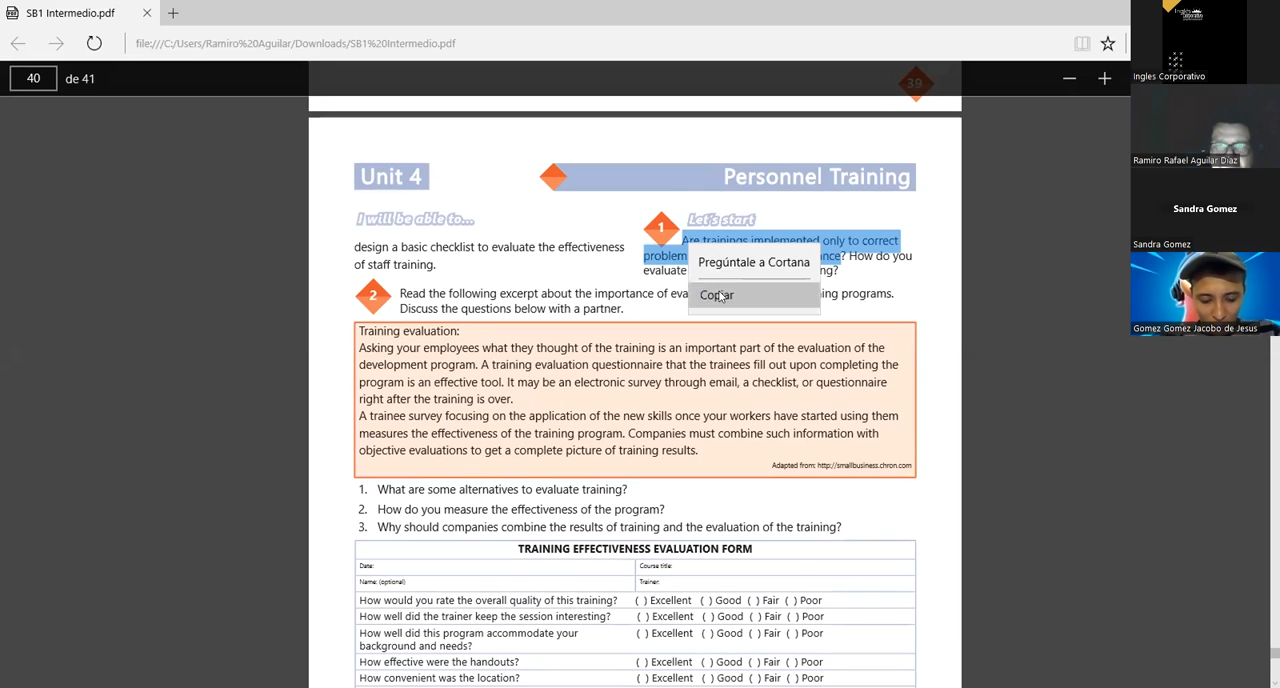 SB1 Intermedio.pdf
file:///C:/Users/Ramiro%20Aguilar/Downloads/SB1%20Intermedio.pdf
40 de 41
39
Unit 4
Personnel Training
I will be able to...
design a basic checklist to evaluate the effectiveness
of staff training.
1 Let's start
Are trainings implemented only to correct
problem ance? How do you
evaluate ng?
Pregúntale a Cortana
Copiar
2 Read the following excerpt about the importance of eva ing programs.
Discuss the questions below with a partner.
Training evaluation:
Asking your employees what they thought of the training is an important part of the evaluation of the
development program. A training evaluation questionnaire that the trainees fill out upon completing the
program is an effective tool. It may be an electronic survey through email, a checklist, or questionnaire
right after the training is over.
A trainee survey focusing on the application of the new skills once your workers have started using them
measures the effectiveness of the training program. Companies must combine such information with
objective evaluations to get a complete picture of training results.
Adapted from: http://smallbusiness.chron.com
1. What are some alternatives to evaluate training?
2. How do you measure the effectiveness of the program?
3. Why should companies combine the results of training and the evaluation of the training?
TRAINING EFFECTIVENESS EVALUATION FORM
Date: Course title:
Name: (optional) Trainer:
How would you rate the overall quality of this training? ( ) Excellent ( ) Good ( ) Fair ( ) Poor
How well did the trainer keep the session interesting? ( ) Excellent ( ) Good ( ) Fair ( ) Poor
How well did this program accommodate your ( ) Excellent ( ) Good ( ) Fair ( ) Poor
background and needs?
How effective were the handouts? ( ) Excellent ( ) Good ( ) Fair ( ) Poor
How convenient was the location? ( ) Excellent ( ) Good ( ) Fair ( ) Poor
Inglés
Corporativo
Ingles Corporativo
Ramiro Rafael Aguilar Díaz
Sandra Gomez
Sandra Gomez
Gomez Gomez Jacobo de Jesus